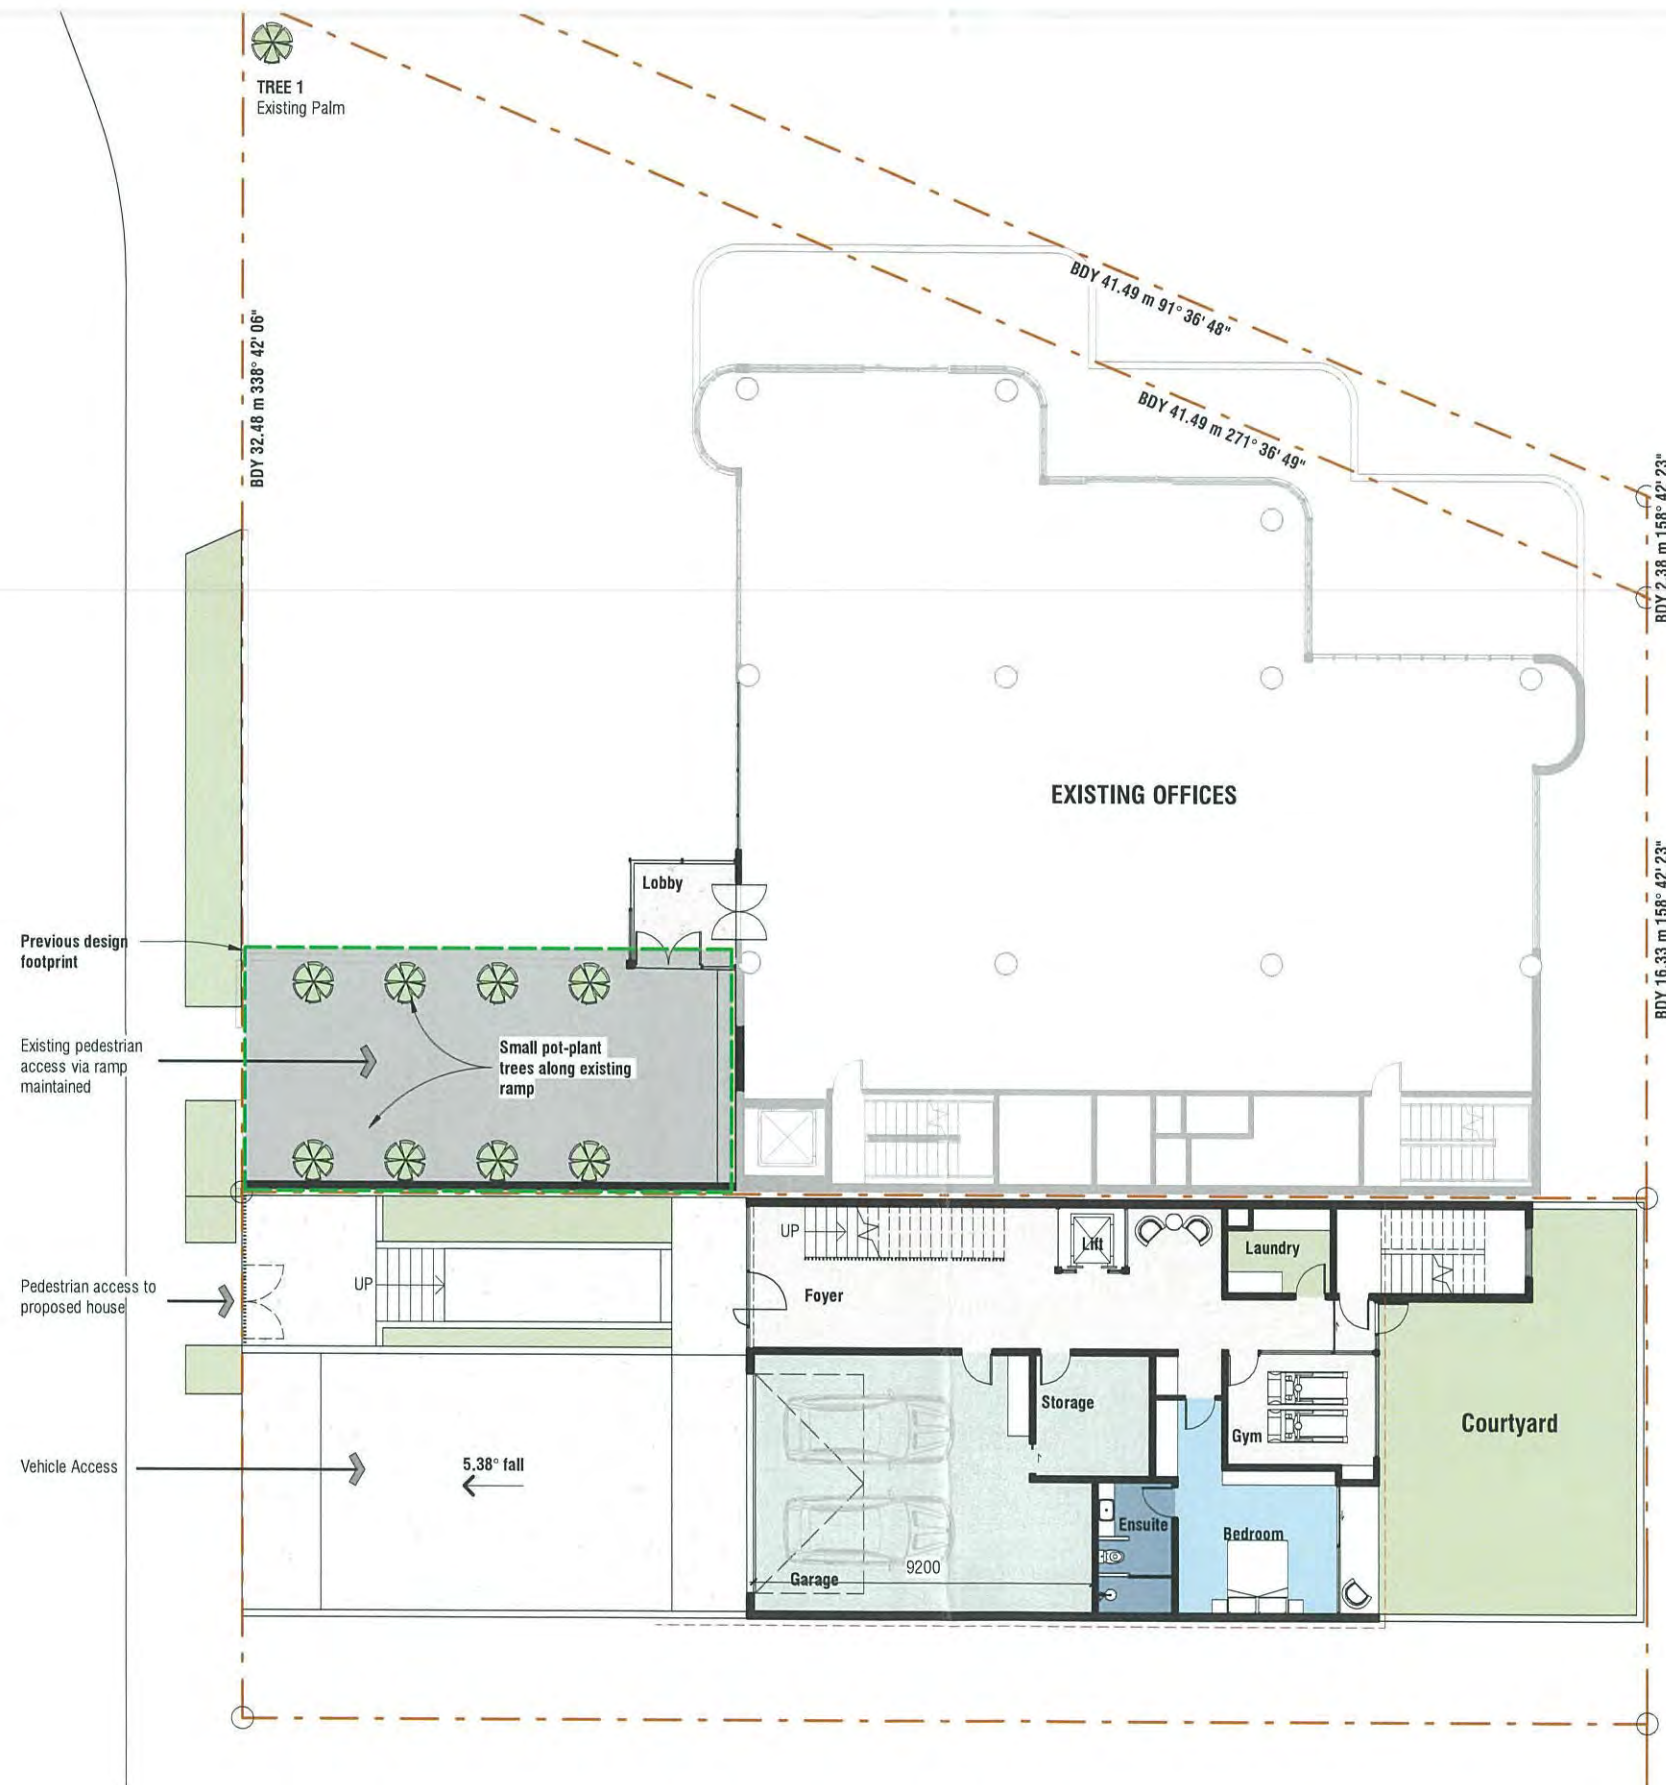 TREE 1
Existing Palm
BDY 32.48 m 338° 42' 06"
BDY 41.49 m 91° 36' 48"
BDY 41.49 m 271° 36' 49"
BDY 2.38 m 158° 42' 23"
EXISTING OFFICES
BDY 16.33 m 158° 42' 23"
Lobby
Previous design
footprint
Existing pedestrian
access via ramp
maintained
Small pot-plant
trees along existing
ramp
UP
Lift
Laundry
Pedestrian access to
proposed house
UP
Foyer
Storage
Gym
Courtyard
Vehicle Access
5.38° fall
Ensuite
Bedroom
Garage
9200